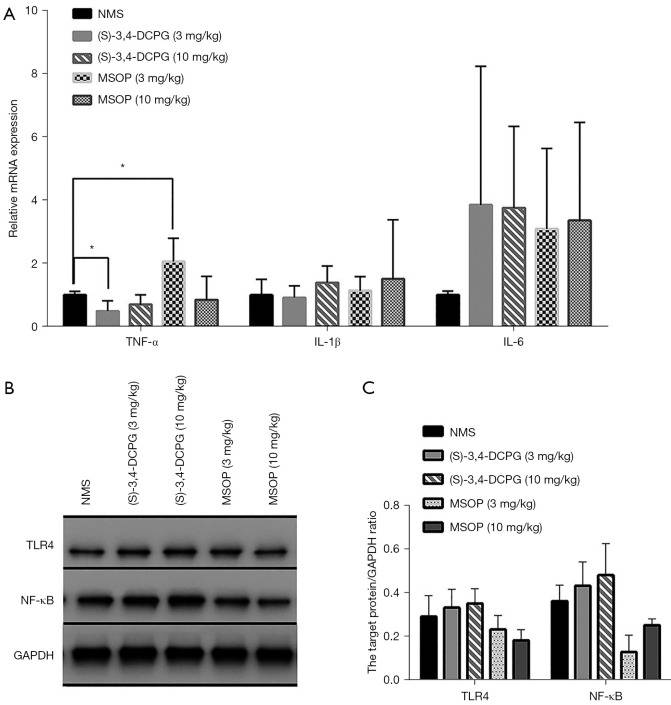 A
10
8
6
4
2
0
Relative mRNA expression
NMS
(S)-3,4-DCPG (3 mg/kg)
(S)-3,4-DCPG (10 mg/kg)
MSOP (3 mg/kg)
MSOP (10 mg/kg)
*
*
TNF-α
IL-1β
IL-6
B
NMS
(S)-3,4-DCPG (3 mg/kg)
(S)-3,4-DCPG (10 mg/kg)
MSOP (3 mg/kg)
MSOP (10 mg/kg)
TLR4
NF-κB
GAPDH
C
NMS
(S)-3,4-DCPG (3 mg/kg)
(S)-3,4-DCPG (10 mg/kg)
MSOP (3 mg/kg)
MSOP (10 mg/kg)
The target protein/GAPDH ratio
0.8
0.6
0.4
0.2
0.0
TLR4
NF-κB